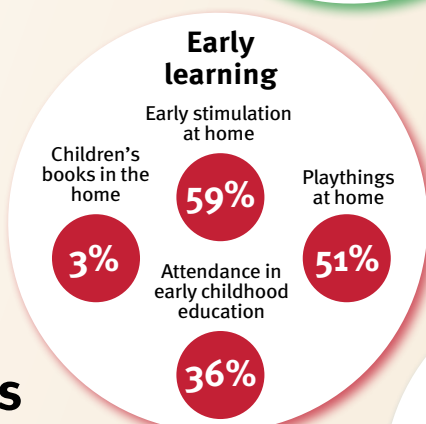 Early
learning
Early stimulation
at home
59%
Children's
books in the
home
3%
Playthings
at home
51%
Attendance in
early childhood
education
36%
s